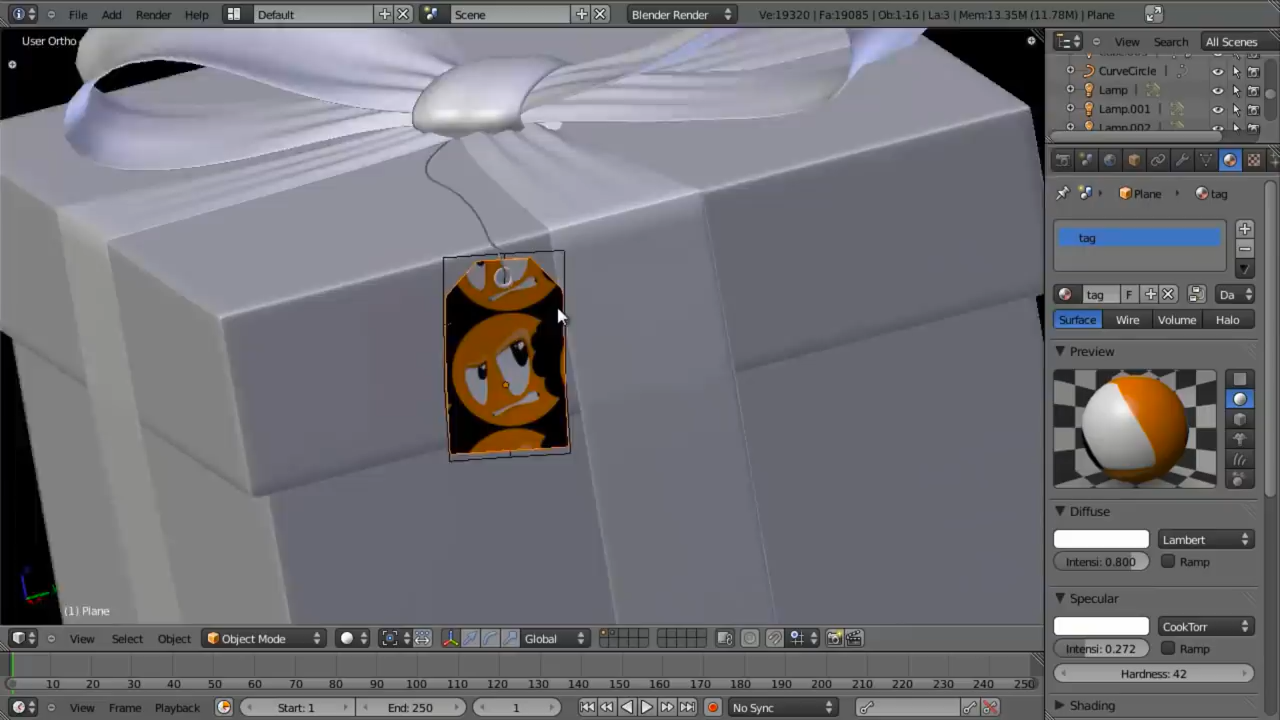 File Add Render Help Default Scene Blender Render Ve:19320 | Fa:19085 | Ob:1-16 | La:3 | Mem:13.35M (11.78M) | Plane
User Ortho
View Search All Scenes
CurveCircle
Lamp
Lamp.001
Lamp.002
Plane tag
tag
tag F Da
Surface Wire Volume Halo
Preview
Diffuse
Lambert
Intensi: 0.800 Ramp
Specular
CookTorr
Intensi: 0.272 Ramp
Hardness: 42
Shading
(1) Plane
View Select Object Object Mode Global
10 20 30 40 50 60 70 80 90 100 110 120 130 140 150 160 170 180 190 200 210 220 230 240 250
View Frame Playback Start: 1 End: 250 1 No Sync